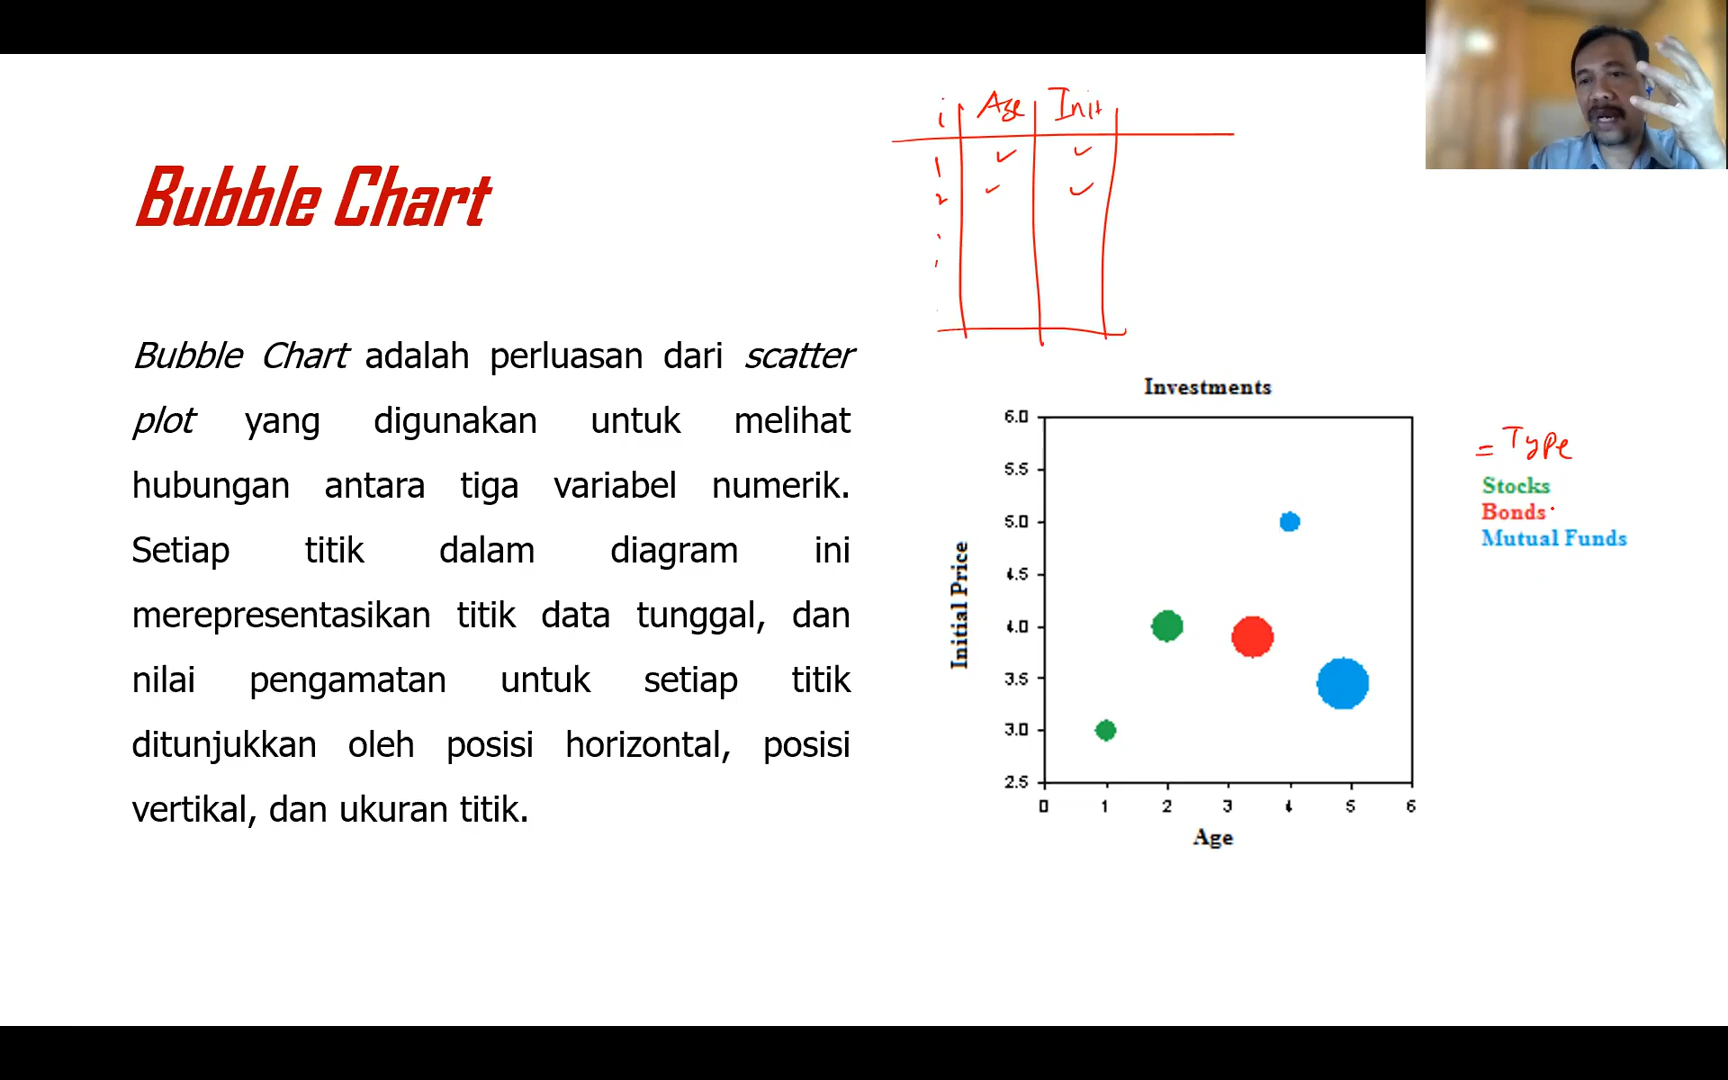 i Age Init
1
2
Bubble Chart
Bubble Chart adalah perluasan dari scatter
plot yang digunakan untuk melihat
hubungan antara tiga variabel numerik.
Setiap titik dalam diagram ini
merepresentasikan titik data tunggal, dan
nilai pengamatan untuk setiap titik
ditunjukkan oleh posisi horizontal, posisi
vertikal, dan ukuran titik.
Investments
6.0
5.5
5.0
4.5
4.0
3.5
3.0
2.5
Initial Price
0 1 2 3 4 5 6
Age
= Type
Stocks
Bonds
Mutual Funds